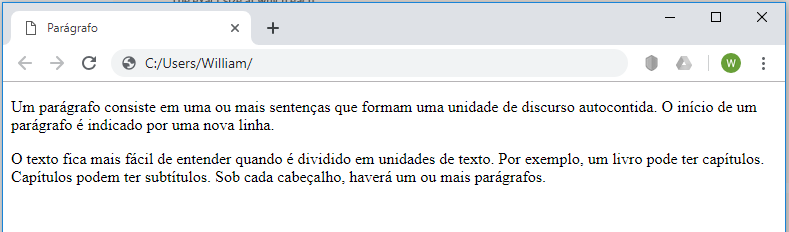 Parágrafo
C:/Users/William/
W
Um parágrafo consiste em uma ou mais sentenças que formam uma unidade de discurso autocontida. O início de um
parágrafo é indicado por uma nova linha.
O texto fica mais fácil de entender quando é dividido em unidades de texto. Por exemplo, um livro pode ter capítulos.
Capítulos podem ter subtítulos. Sob cada cabeçalho, haverá um ou mais parágrafos.